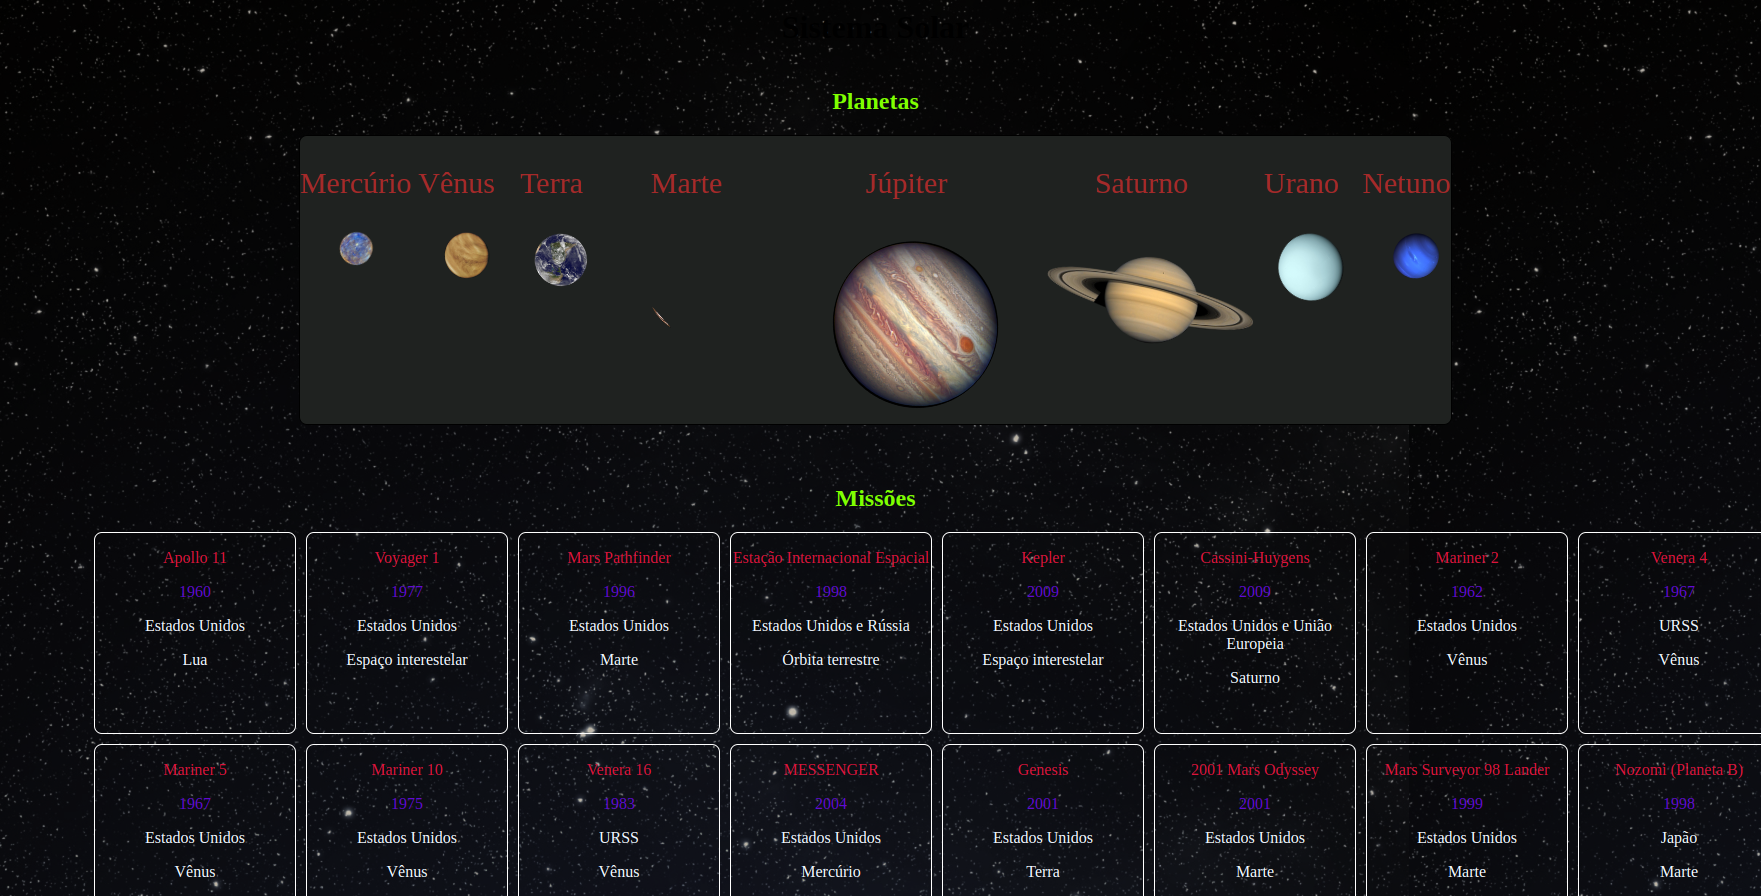 Sistema Solar
Planetas
Mercúrio Vênus Terra Marte Júpiter Saturno Urano Netuno
Missões
Apollo 11
1960
Estados Unidos
Lua
Voyager 1
1977
Estados Unidos
Espaço interestelar
Mars Pathfinder
1996
Estados Unidos
Marte
Estação Internacional Espacial
1998
Estados Unidos e Rússia
Órbita terrestre
Kepler
2009
Estados Unidos
Espaço interestelar
Cassini-Huygens
2009
Estados Unidos e União
Europeia
Saturno
Mariner 2
1962
Estados Unidos
Vênus
Venera 4
1967
URSS
Vênus
Mariner 5
1967
Estados Unidos
Vênus
Mariner 10
1975
Estados Unidos
Vênus
Venera 16
1983
URSS
Vênus
MESSENGER
2004
Estados Unidos
Mercúrio
Genesis
2001
Estados Unidos
Terra
2001 Mars Odyssey
2001
Estados Unidos
Marte
Mars Surveyor 98 Lander
1999
Estados Unidos
Marte
Nozomi (Planeta B)
1998
Japão
Marte